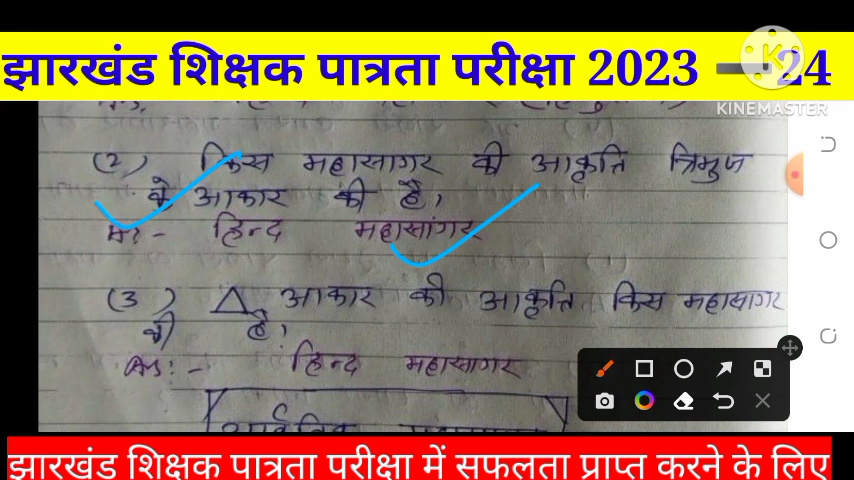 झारखंड शिक्षक पात्रता परीक्षा 2023 — 24
KINEMASTER
(2) किस महासागर की आकृति त्रिभुज
के आकार की है,
हिन्द महासागर
(3) Δ आकार की आकृति किस महासागर
की है,
Ans:- हिन्द महासागर
झारखंड शिक्षक पात्रता परीक्षा में सफलता प्राप्त करने के लिए